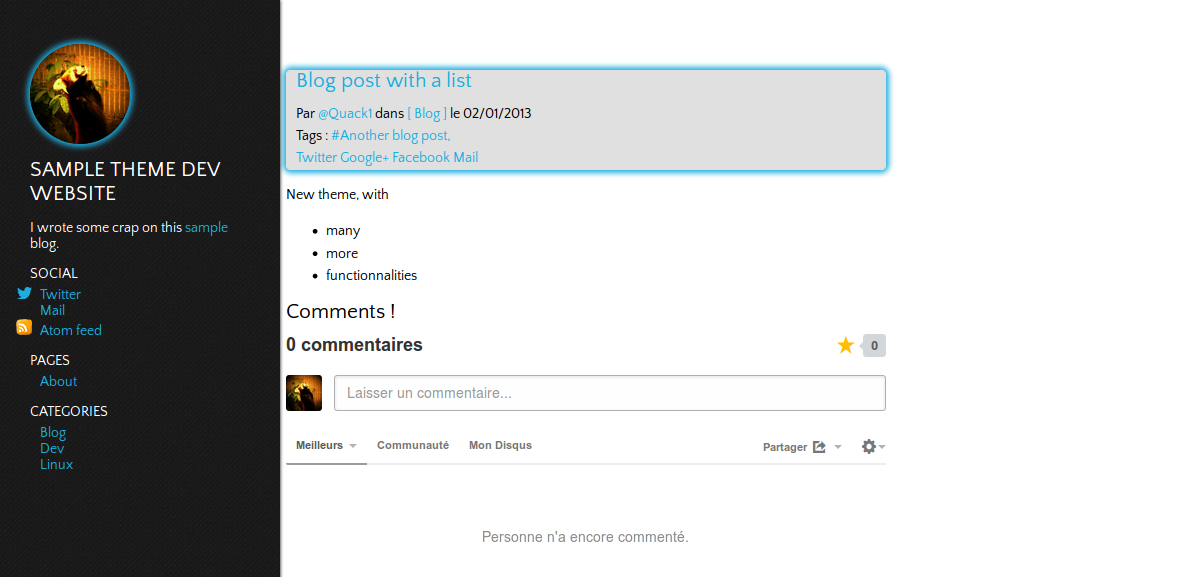 SAMPLE THEME DEV
WEBSITE
I wrote some crap on this sample
blog.
SOCIAL
Twitter
Mail
Atom feed
PAGES
About
CATEGORIES
Blog
Dev
Linux
Blog post with a list
Par @Quack1 dans [ Blog ] le 02/01/2013
Tags : #Another blog post,
Twitter Google+ Facebook Mail
New theme, with
• many
• more
• functionnalities
Comments !
0 commentaires 0
Laisser un commentaire...
Meilleurs Communauté Mon Disqus Partager
Personne n'a encore commenté.